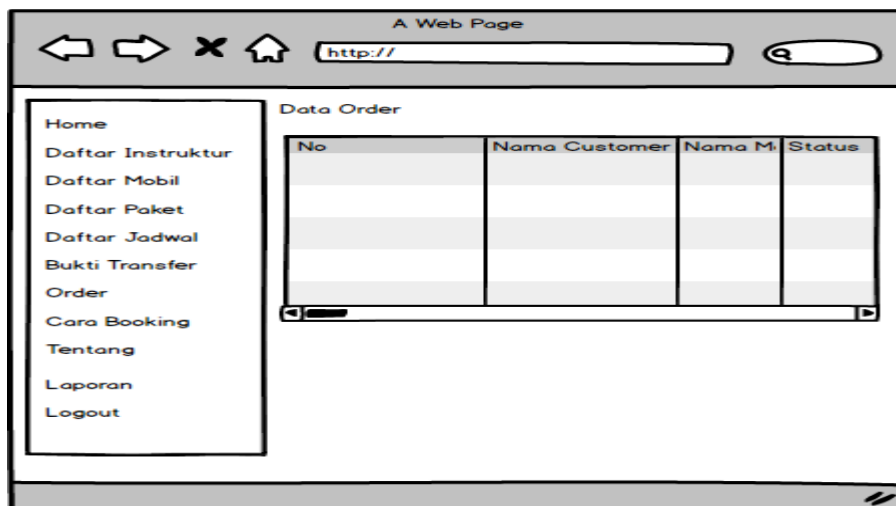 A Web Page
http://
Home
Daftar Instruktur
Daftar Mobil
Daftar Paket
Daftar Jadwal
Bukti Transfer
Order
Cara Booking
Tentang
Laporan
Logout
Data Order
No Nama Customer Nama M Status